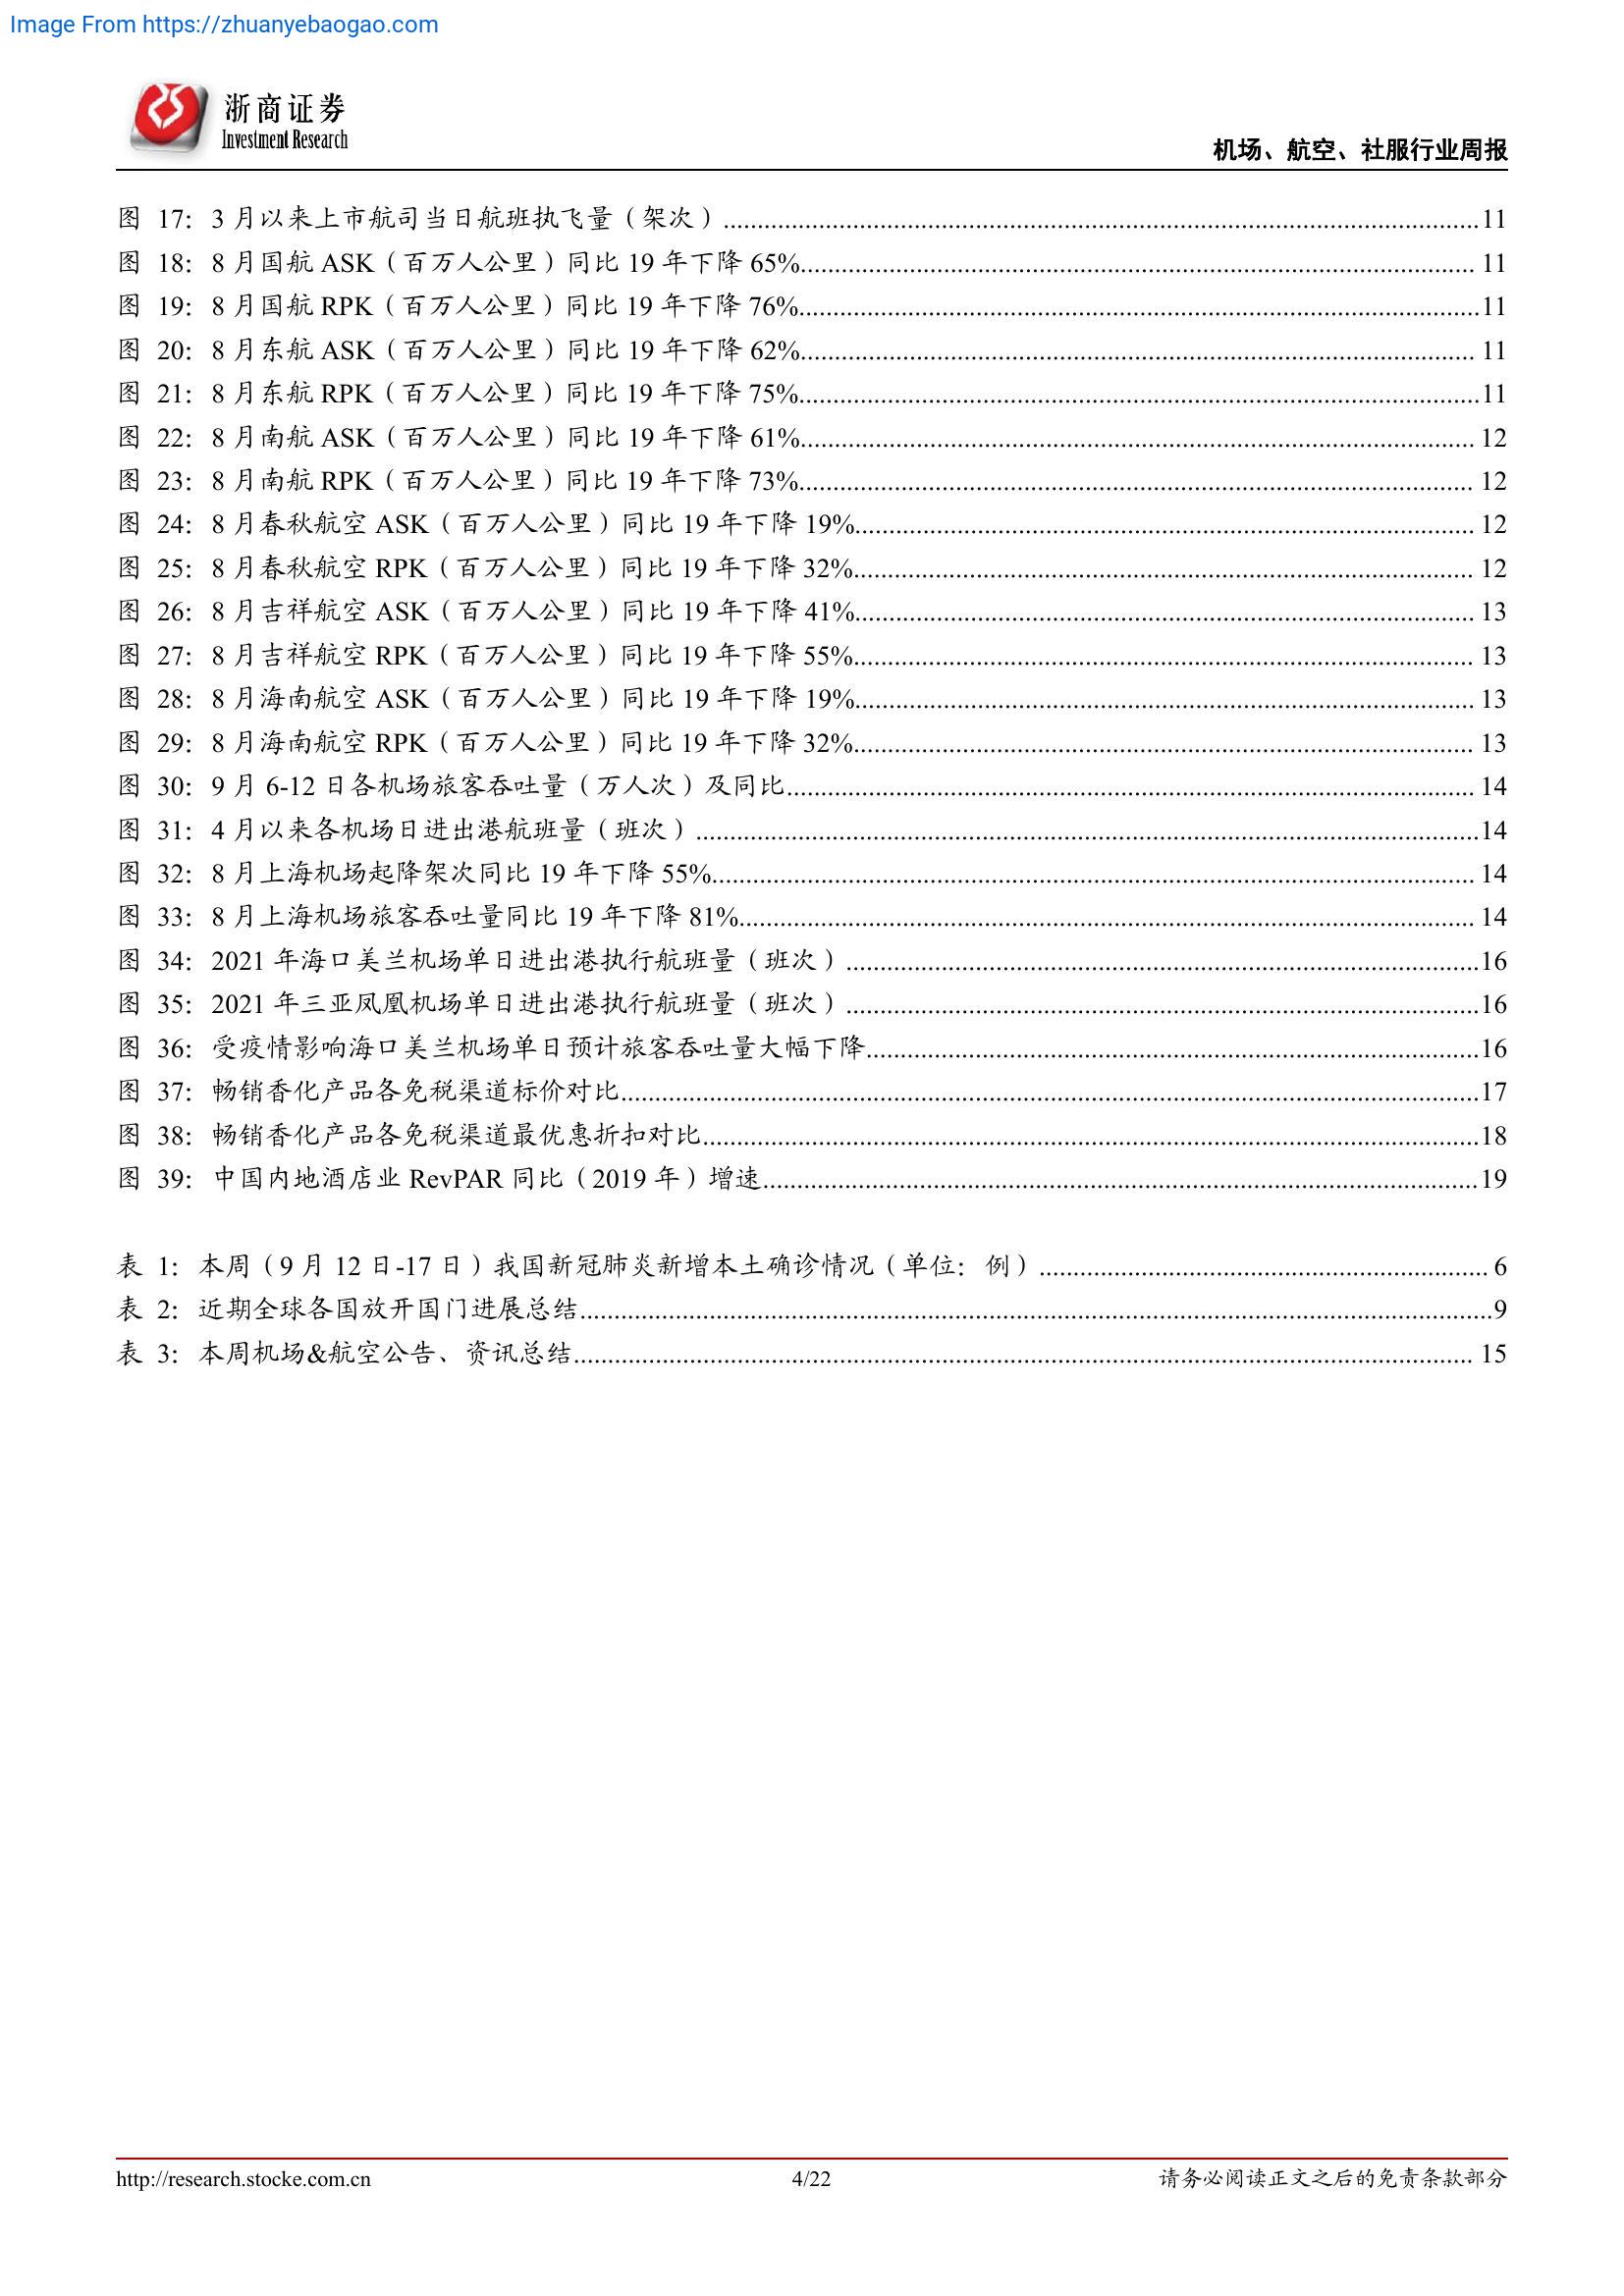 Image From https://zhuanyebaogao.com
浙商证券
Investment Research
机场、航空、社服行业周报
图 17: 3 月以来上市航司当日航班执飞量（架次）...11
图 18: 8 月国航 ASK（百万人公里）同比 19 年下降 65%...11
图 19: 8 月国航 RPK（百万人公里）同比 19 年下降 76%...11
图 20: 8 月东航 ASK（百万人公里）同比 19 年下降 62%...11
图 21: 8 月东航 RPK（百万人公里）同比 19 年下降 75%...11
图 22: 8 月南航 ASK（百万人公里）同比 19 年下降 61%...12
图 23: 8 月南航 RPK（百万人公里）同比 19 年下降 73%...12
图 24: 8 月春秋航空 ASK（百万人公里）同比 19 年下降 19%...12
图 25: 8 月春秋航空 RPK（百万人公里）同比 19 年下降 32%...12
图 26: 8 月吉祥航空 ASK（百万人公里）同比 19 年下降 41%...13
图 27: 8 月吉祥航空 RPK（百万人公里）同比 19 年下降 55%...13
图 28: 8 月海南航空 ASK（百万人公里）同比 19 年下降 19%...13
图 29: 8 月海南航空 RPK（百万人公里）同比 19 年下降 32%...13
图 30: 9 月 6-12 日各机场旅客吞吐量（万人次）及同比...14
图 31: 4 月以来各机场日进出港航班量（班次）...14
图 32: 8 月上海机场起降架次同比 19 年下降 55%...14
图 33: 8 月上海机场旅客吞吐量同比 19 年下降 81%...14
图 34: 2021 年海口美兰机场单日进出港执行航班量（班次）...16
图 35: 2021 年三亚凤凰机场单日进出港执行航班量（班次）...16
图 36: 受疫情影响海口美兰机场单日预计旅客吞吐量大幅下降...16
图 37: 畅销香化产品各免税渠道标价对比...17
图 38: 畅销香化产品各免税渠道最优惠折扣对比...18
图 39: 中国内地酒店业 RevPAR 同比（2019 年）增速...19
表 1: 本周（9 月 12 日-17 日）我国新冠肺炎新增本土确诊情况（单位：例）...6
表 2: 近期全球各国放开国门进展总结...9
表 3: 本周机场&航空公告、资讯总结...15
http://research.stocke.com.cn
4/22
请务必阅读正文之后的免责条款部分